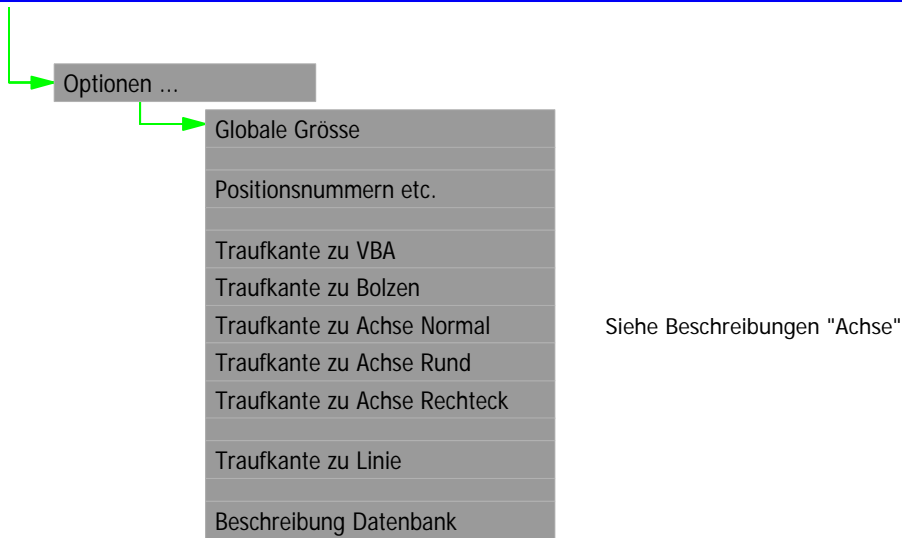 Optionen ...
Globale Grösse
Positionsnummern etc.
Traufkante zu VBA
Traufkante zu Bolzen
Traufkante zu Achse Normal
Siehe Beschreibungen "Achse"
Traufkante zu Achse Rund
Traufkante zu Achse Rechteck
Traufkante zu Linie
Beschreibung Datenbank